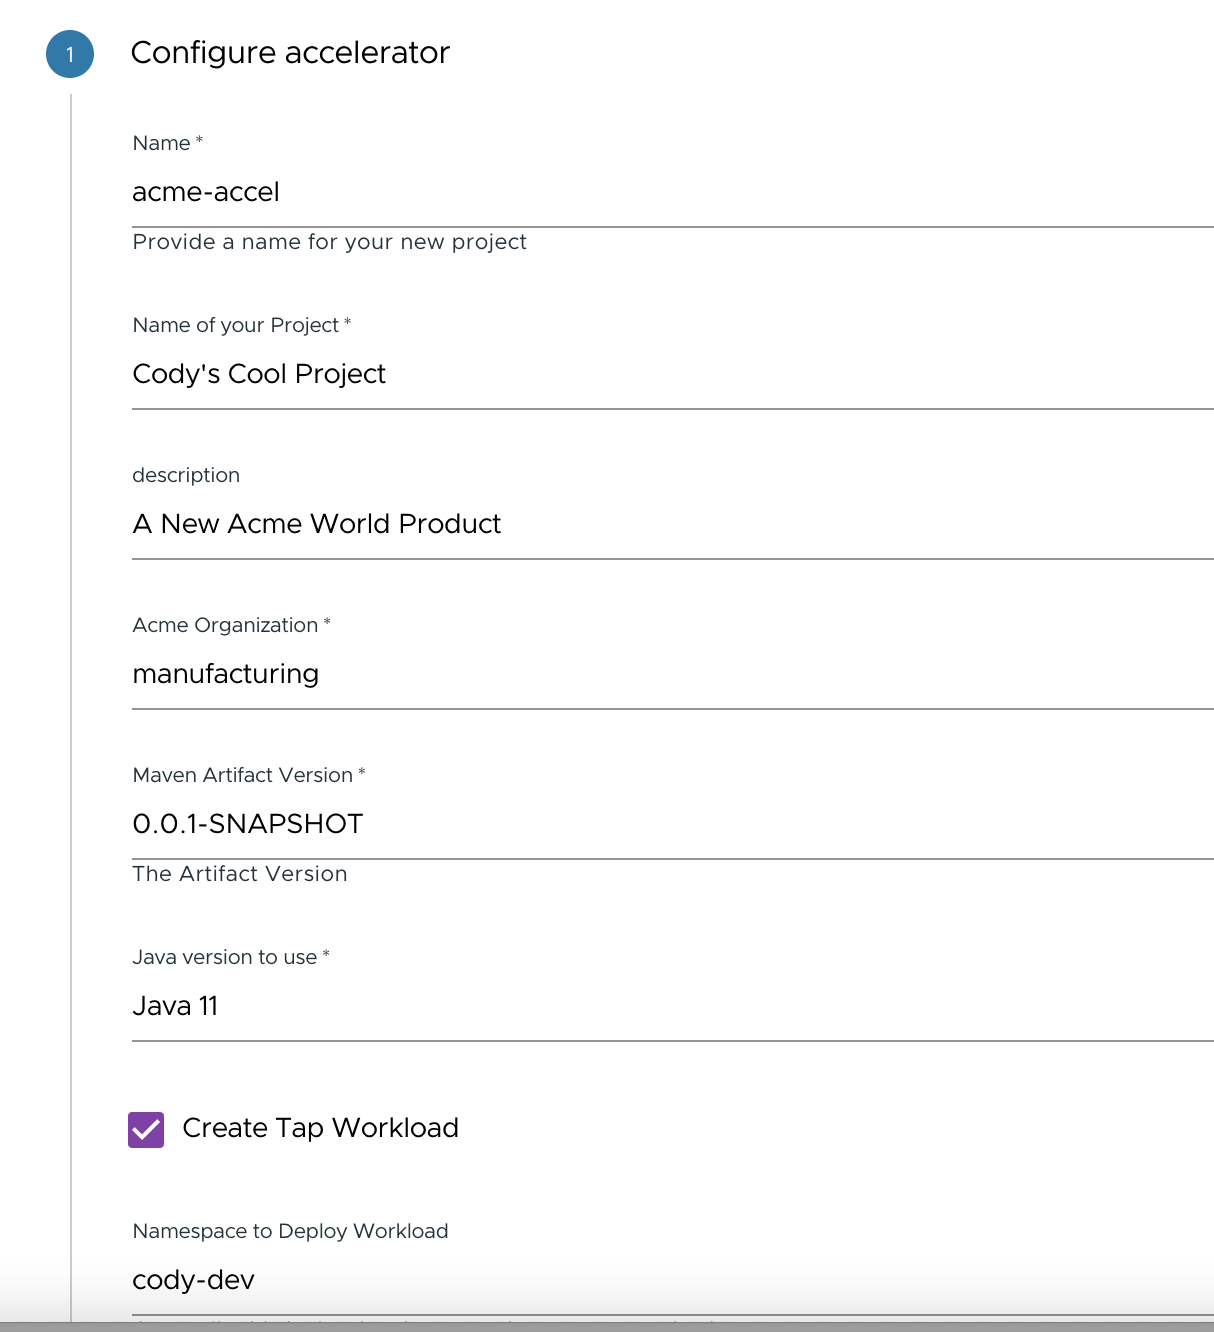 1
Configure accelerator
Name *
acme-accel
Provide a name for your new project
Name of your Project *
Cody's Cool Project
description
A New Acme World Product
Acme Organization *
manufacturing
Maven Artifact Version *
0.0.1-SNAPSHOT
The Artifact Version
Java version to use *
Java 11
Create Tap Workload
Namespace to Deploy Workload
cody-dev